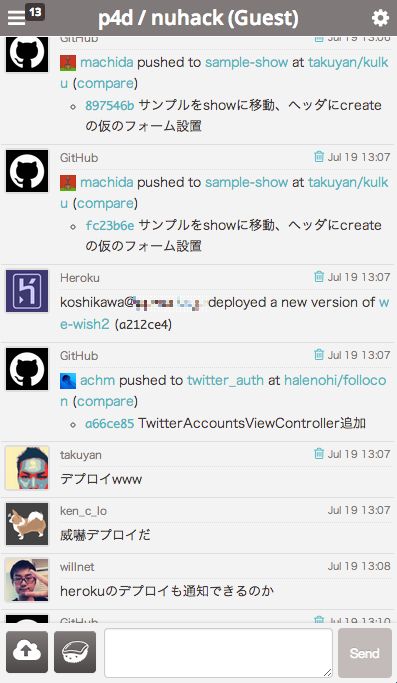 13
p4d / nuhack (Guest)
GitHub Jul 19 13:06
machida pushed to sample-show at takuyan/kulk
u (compare)
897546b サンプルをshowに移動、ヘッダにcreate
の仮のフォーム設置
GitHub Jul 19 13:07
machida pushed to sample-show at takuyan/kulk
u (compare)
fc23b6e サンプルをshowに移動、ヘッダにcreate
の仮のフォーム設置
Heroku Jul 19 13:07
koshikawa@ deployed a new version of w
e-wish2 (a212ce4)
GitHub Jul 19 13:07
achm pushed to twitter_auth at halenohi/folloco
n (compare)
a66ce85 TwitterAccountsViewController追加
takuyan Jul 19 13:07
デプロイwww
ken_c_lo Jul 19 13:07
威嚇デプロイだ
willnet Jul 19 13:08
herokuのデプロイも通知できるのか
GitHub Jul 19 13:10
Send